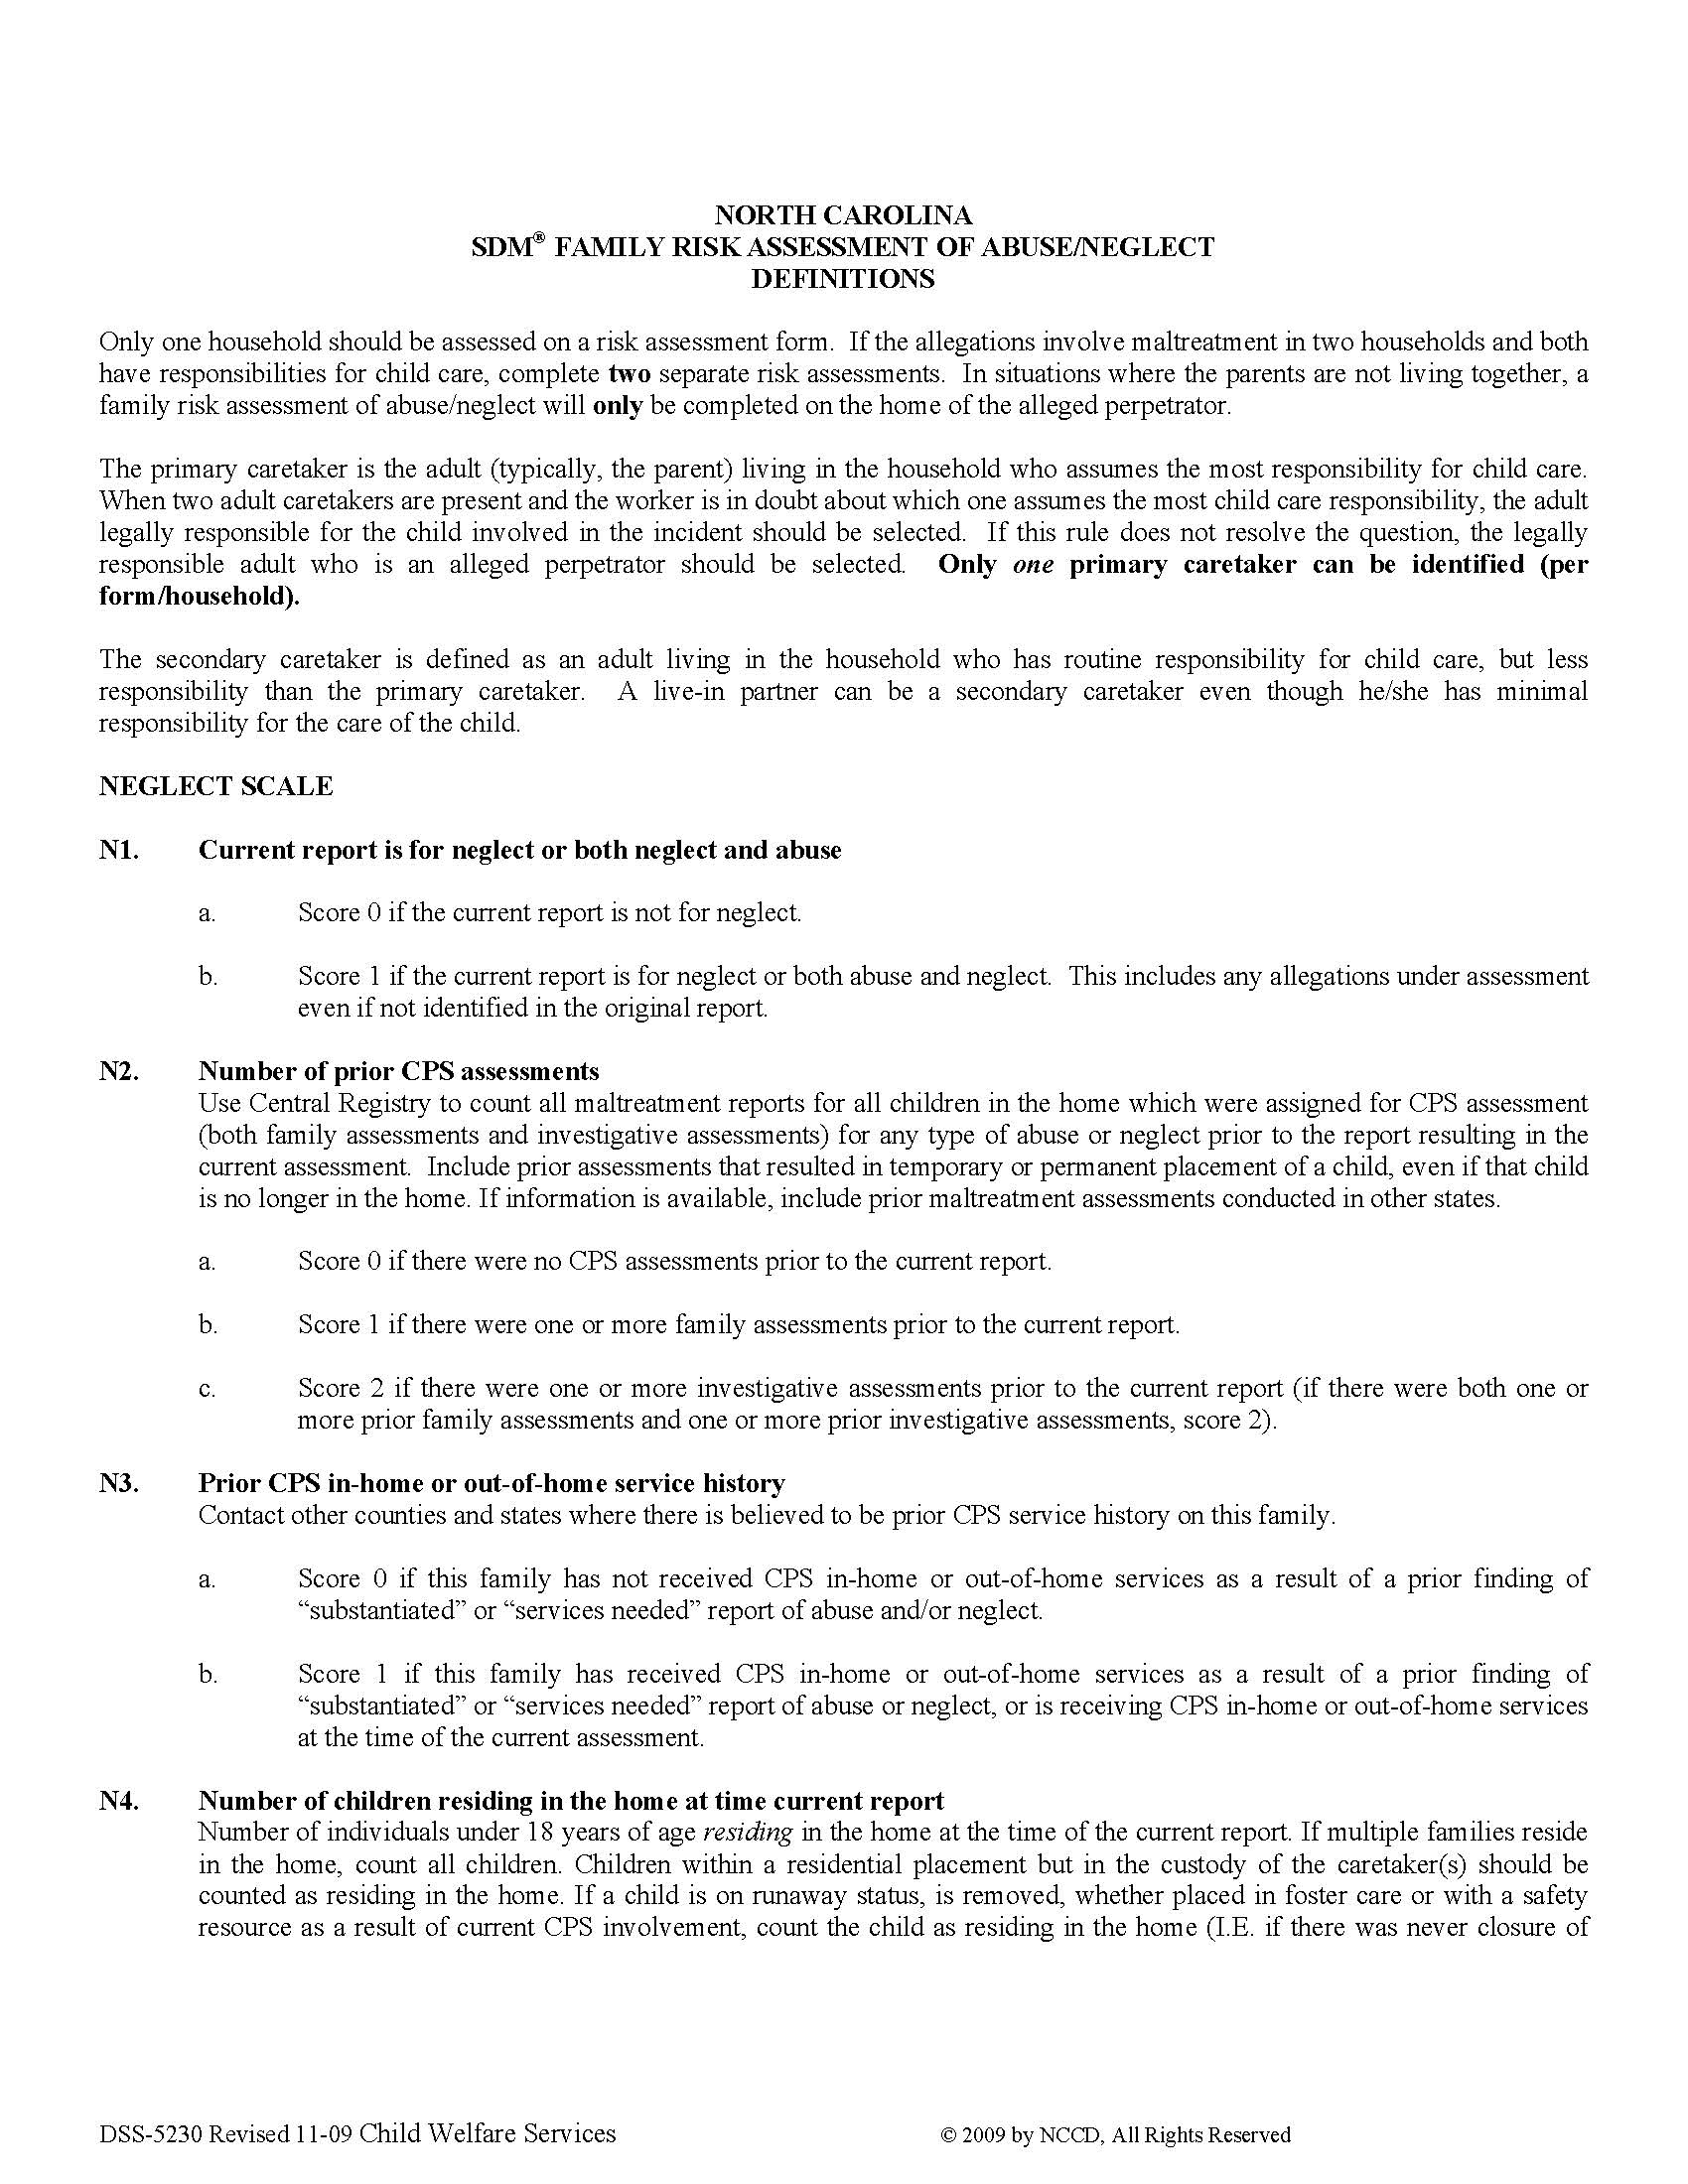 NORTH CAROLINA
SDM® FAMILY RISK ASSESSMENT OF ABUSE/NEGLECT
DEFINITIONS
Only one household should be assessed on a risk assessment form. If the allegations involve maltreatment in two households and both
have responsibilities for child care, complete two separate risk assessments. In situations where the parents are not living together, a
family risk assessment of abuse/neglect will only be completed on the home of the alleged perpetrator.
The primary caretaker is the adult (typically, the parent) living in the household who assumes the most responsibility for child care.
When two adult caretakers are present and the worker is in doubt about which one assumes the most child care responsibility, the adult
legally responsible for the child involved in the incident should be selected. If this rule does not resolve the question, the legally
responsible adult who is an alleged perpetrator should be selected. Only one primary caretaker can be identified (per
form/household).
The secondary caretaker is defined as an adult living in the household who has routine responsibility for child care, but less
responsibility than the primary caretaker. A live-in partner can be a secondary caretaker even though he/she has minimal
responsibility for the care of the child.
NEGLECT SCALE
N1. Current report is for neglect or both neglect and abuse
a. Score 0 if the current report is not for neglect.
b. Score 1 if the current report is for neglect or both abuse and neglect. This includes any allegations under assessment
even if not identified in the original report.
N2. Number of prior CPS assessments
Use Central Registry to count all maltreatment reports for all children in the home which were assigned for CPS assessment
(both family assessments and investigative assessments) for any type of abuse or neglect prior to the report resulting in the
current assessment. Include prior assessments that resulted in temporary or permanent placement of a child, even if that child
is no longer in the home. If information is available, include prior maltreatment assessments conducted in other states.
a. Score 0 if there were no CPS assessments prior to the current report.
b. Score 1 if there were one or more family assessments prior to the current report.
c. Score 2 if there were one or more investigative assessments prior to the current report (if there were both one or
more prior family assessments and one or more prior investigative assessments, score 2).
N3. Prior CPS in-home or out-of-home service history
Contact other counties and states where there is believed to be prior CPS service history on this family.
a. Score 0 if this family has not received CPS in-home or out-of-home services as a result of a prior finding of
“substantiated” or “services needed” report of abuse and/or neglect.
b. Score 1 if this family has received CPS in-home or out-of-home services as a result of a prior finding of
“substantiated” or “services needed” report of abuse or neglect, or is receiving CPS in-home or out-of-home services
at the time of the current assessment.
N4. Number of children residing in the home at time current report
Number of individuals under 18 years of age residing in the home at the time of the current report. If multiple families reside
in the home, count all children. Children within a residential placement but in the custody of the caretaker(s) should be
counted as residing in the home. If a child is on runaway status, is removed, whether placed in foster care or with a safety
resource as a result of current CPS involvement, count the child as residing in the home (I.E. if there was never closure of
DSS-5230 Revised 11-09 Child Welfare Services © 2009 by NCCD, All Rights Reserved